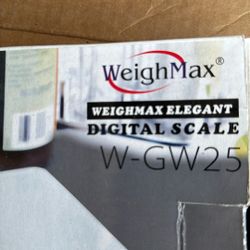 WeighMax®
WEIGHMAX ELEGANT
DIGITAL SCALE
W-GW25